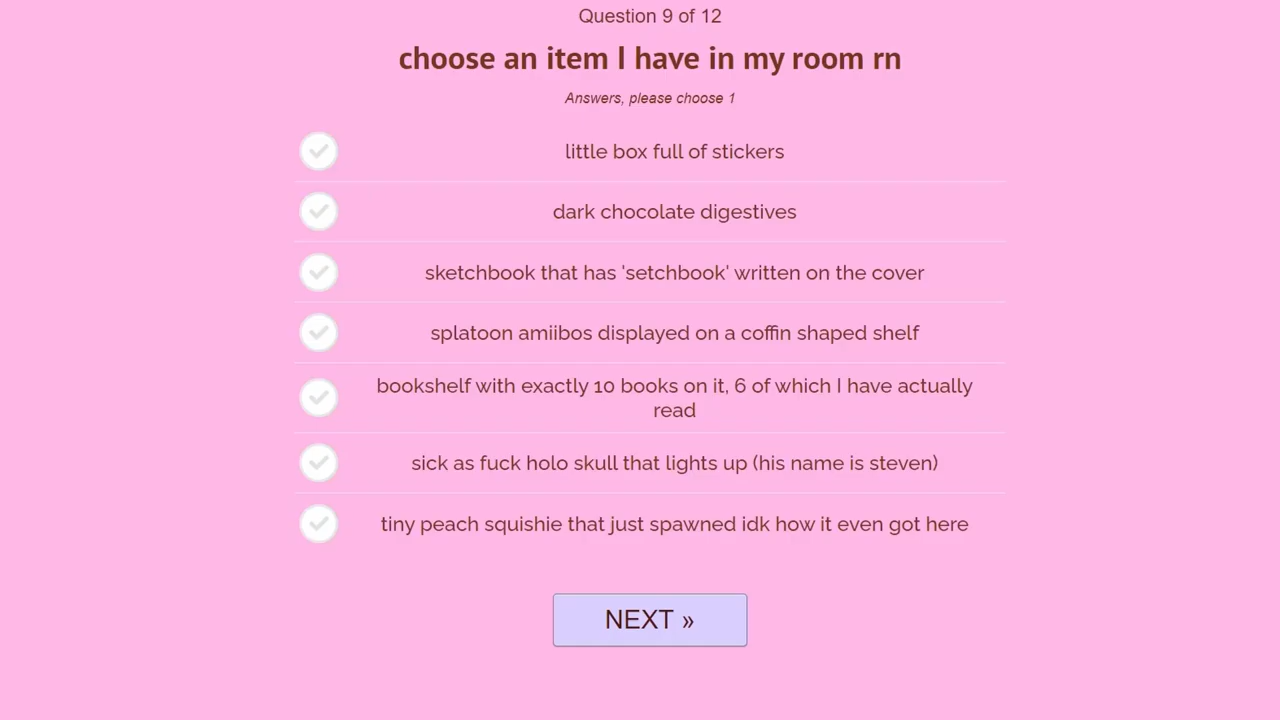 Question 9 of 12
choose an item I have in my room rn
Answers, please choose 1
little box full of stickers
dark chocolate digestives
sketchbook that has 'setchbook' written on the cover
splatoon amiibos displayed on a coffin shaped shelf
bookshelf with exactly 10 books on it, 6 of which I have actually
read
sick as fuck holo skull that lights up (his name is steven)
tiny peach squishie that just spawned idk how it even got here
NEXT »